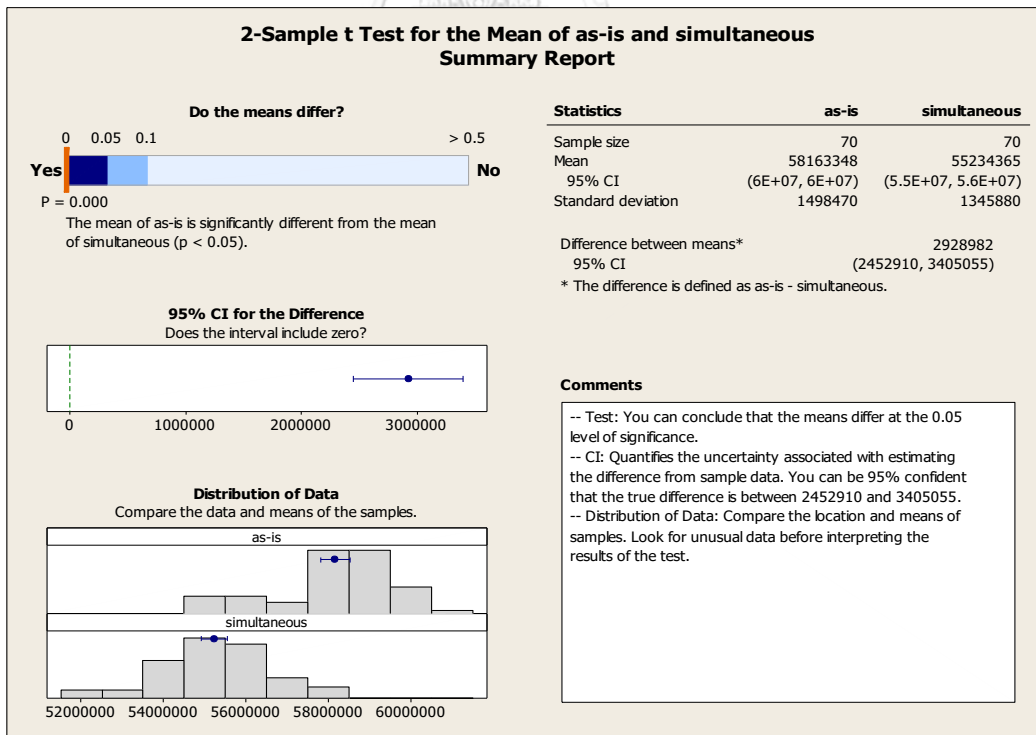 2-Sample t Test for the Mean of as-is and simultaneous
Summary Report
Do the means differ?
0 0.05 0.1 > 0.5
Yes No
P = 0.000
The mean of as-is is significantly different from the mean
of simultaneous (p < 0.05).
95% CI for the Difference
Does the interval include zero?
0 1000000 2000000 3000000
Distribution of Data
Compare the data and means of the samples.
as-is
simultaneous
52000000 54000000 56000000 58000000 60000000
Statistics as-is simultaneous
Sample size 70 70
Mean 58163348 55234365
95% CI (6E+07, 6E+07) (5.5E+07, 5.6E+07)
Standard deviation 1498470 1345880
Difference between means* 2928982
95% CI (2452910, 3405055)
* The difference is defined as as-is - simultaneous.
Comments
-- Test: You can conclude that the means differ at the 0.05
level of significance.
-- CI: Quantifies the uncertainty associated with estimating
the difference from sample data. You can be 95% confident
that the true difference is between 2452910 and 3405055.
-- Distribution of Data: Compare the location and means of
samples. Look for unusual data before interpreting the
results of the test.